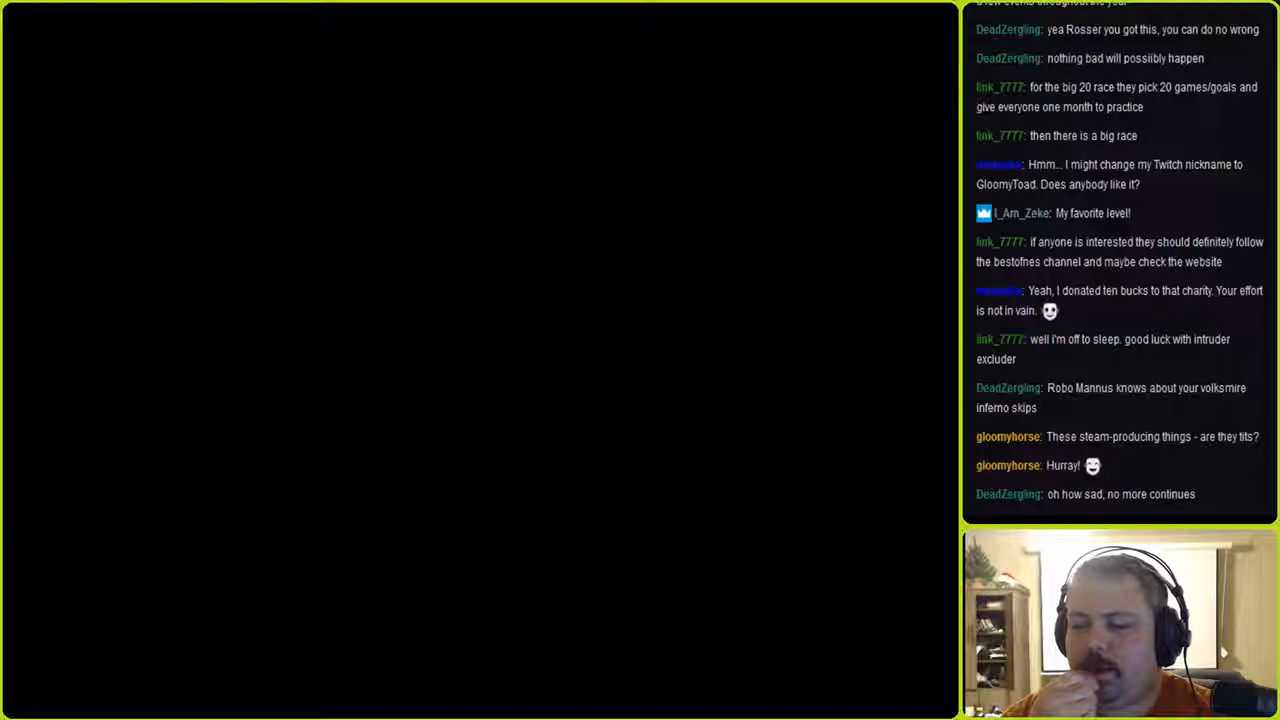 DeadZergling: yea Rosser you got this, you can do no wrong
DeadZergling: nothing bad will possiibly happen
link_7777: for the big 20 race they pick 20 games/goals and
give everyone one month to practice
link_7777: then there is a big race
Hmm... I might change my Twitch nickname to
GloomyToad. Does anybody like it?
I_Am_Zeke: My favorite level!
link_7777: if anyone is interested they should definitely follow
the bestofnes channel and maybe check the website
Yeah, I donated ten bucks to that charity. Your effort
is not in vain.
link_7777: well i'm off to sleep. good luck with intruder
excluder
DeadZergling: Robo Mannus knows about your volksmire
inferno skips
gloomyhorse: These steam-producing things - are they tits?
gloomyhorse: Hurray!
DeadZergling: oh how sad, no more continues